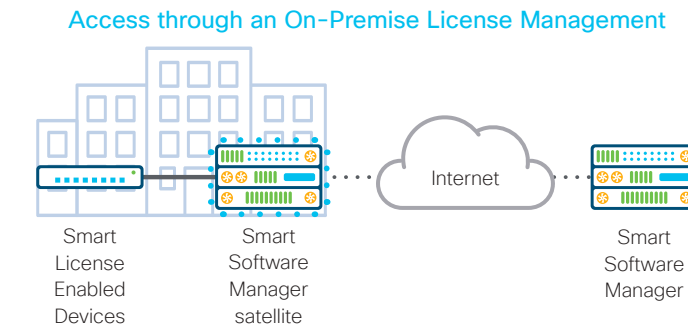 Access through an On-Premise License Management
Internet
Smart
License
Enabled
Devices
Smart
Software
Manager
satellite
Smart
Software
Manager